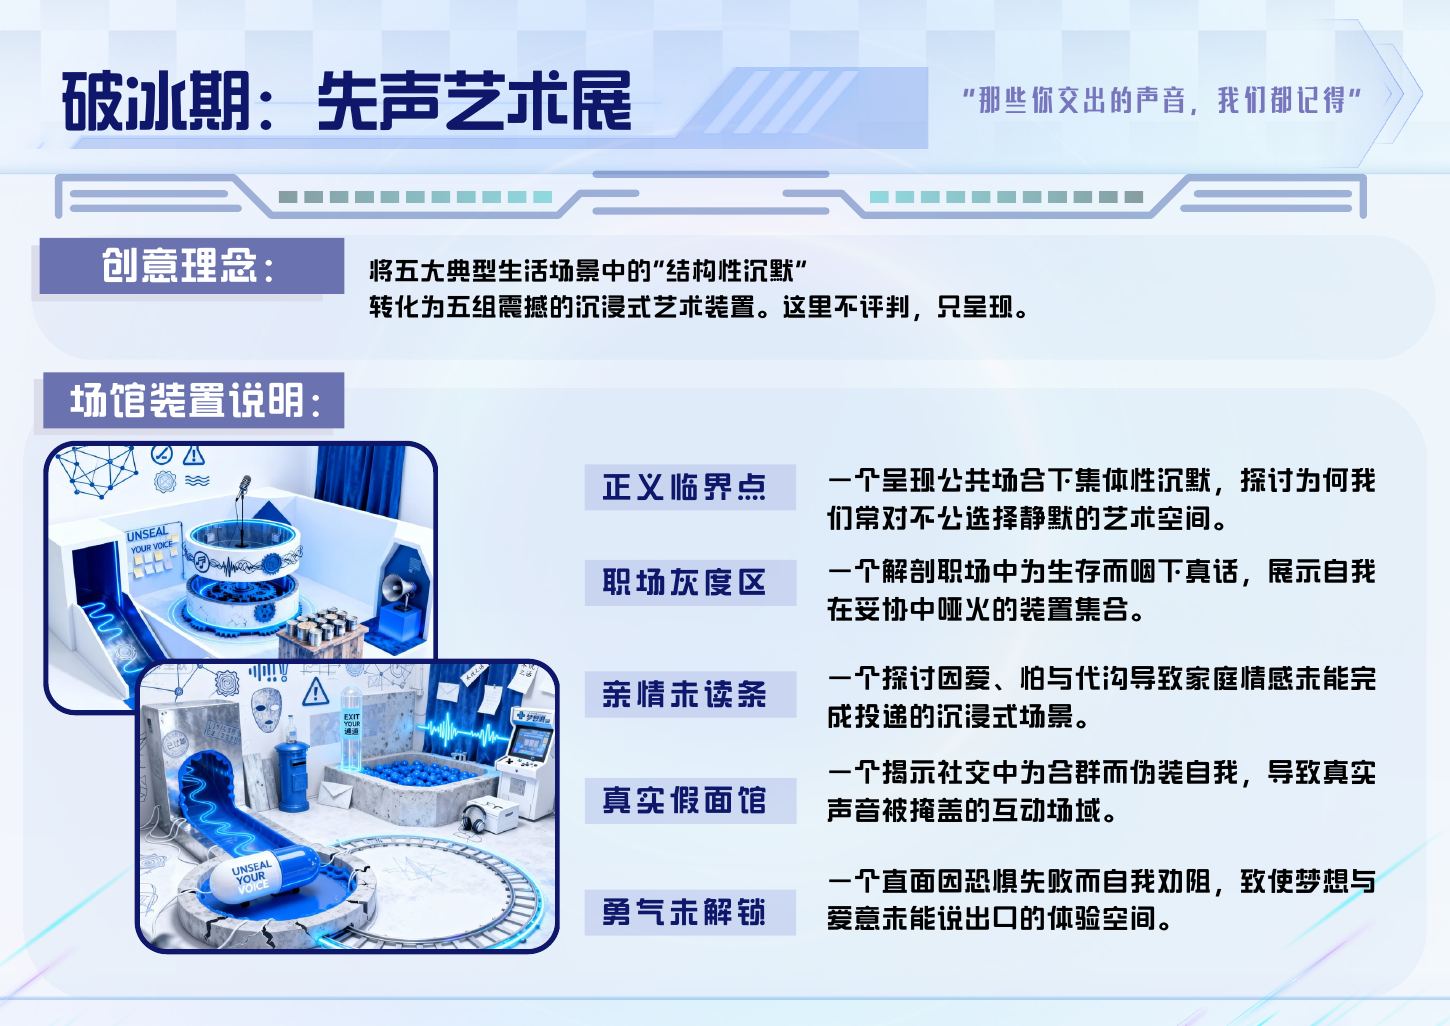 破冰期：先声艺术展
"那些你交出的声音，我们都记得"
创意理念：
将五大典型生活场景中的"结构性沉默"
转化为五组震撼的沉浸式艺术装置。这里不评判，只呈现。
场馆装置说明：
UNSEAL
YOUR VOICE
EXIT
YOUR
通道
UNSEAL
YOUR
VOICE
正义临界点
一个呈现公共场合下集体性沉默，探讨为何我
们常对不公选择静默的艺术空间。
职场灰度区
一个解剖职场中为生存而咽下真话，展示自我
在妥协中哑火的装置集合。
亲情未读条
一个探讨因爱、怕与代沟导致家庭情感未能完
成投递的沉浸式场景。
真实假面馆
一个揭示社交中为合群而伪装自我，导致真实
声音被掩盖的互动场域。
勇气未解锁
一个直面因恐惧失败而自我劝阻，致使梦想与
爱意未能说出口的体验空间。